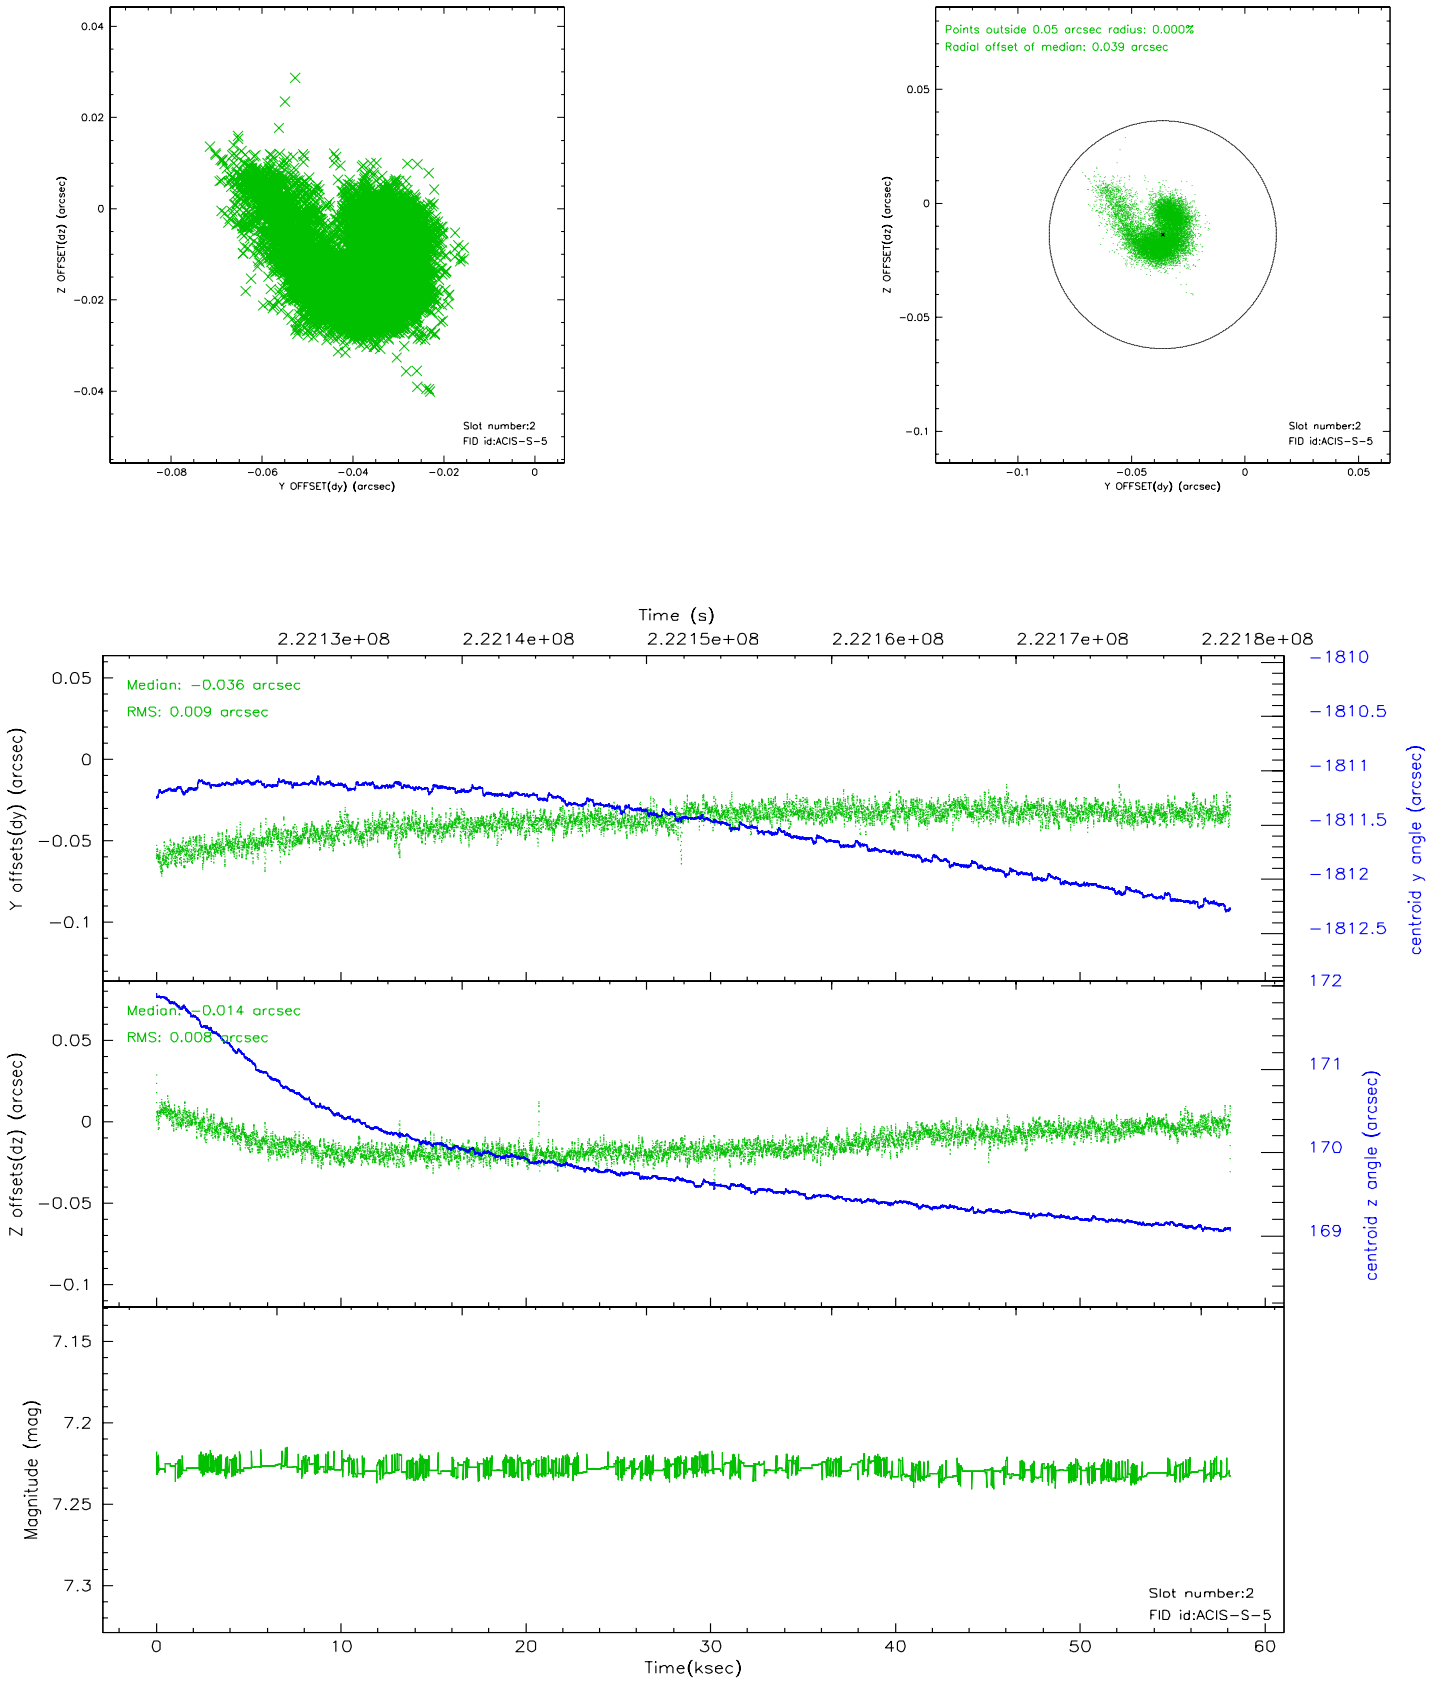 0.04
0.02
0
−0.02
−0.04
Z OFFSET(dz) (arcsec)
Slot number:2
FID id:ACIS−S−5
−0.08
−0.06
−0.04
−0.02
0
Y OFFSET(dy) (arcsec)
Points outside 0.05 arcsec radius: 0.000%
Radial offset of median: 0.039 arcsec
0.05
0
−0.05
−0.1
Z OFFSET(dz) (arcsec)
Slot number:2
FID id:ACIS−S−5
−0.1
−0.05
0
0.05
Y OFFSET(dy) (arcsec)
Time (s)
2.2213e+08
2.2214e+08
2.2215e+08
2.2216e+08
2.2217e+08
2.2218e+08
Median: −0.036 arcsec
RMS: 0.009 arcsec
0.05
0
−0.05
−0.1
Y offsets(dy) (arcsec)
−1810
−1810.5
−1811
−1811.5
−1812
−1812.5
centroid y angle (arcsec)
Median: −0.014 arcsec
RMS: 0.008 arcsec
0.05
0
−0.05
−0.1
Z offsets(dz) (arcsec)
172
171
170
169
centroid z angle (arcsec)
7.15
7.2
7.25
7.3
Magnitude (mag)
Slot number:2
FID id:ACIS−S−5
0
10
20
30
40
50
60
Time(ksec)